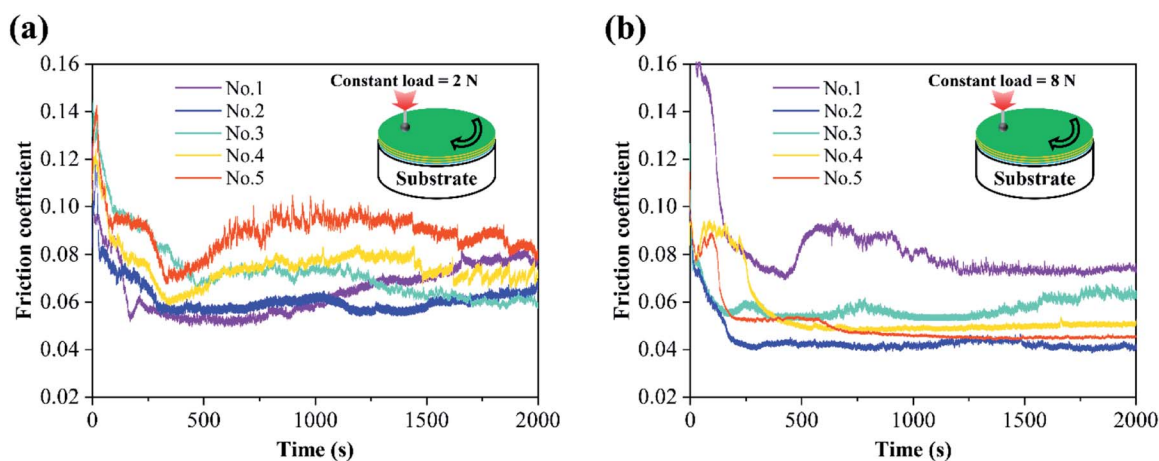 (a)
Friction coefficient
0.16
0.14
0.12
0.10
0.08
0.06
0.04
0.02
No.1
No.2
No.3
No.4
No.5
Constant load = 2 N
Substrate
0
500
1000
1500
2000
Time (s)
(b)
Friction coefficient
0.16
0.14
0.12
0.10
0.08
0.06
0.04
0.02
No.1
No.2
No.3
No.4
No.5
Constant load = 8 N
Substrate
0
500
1000
1500
2000
Time (s)